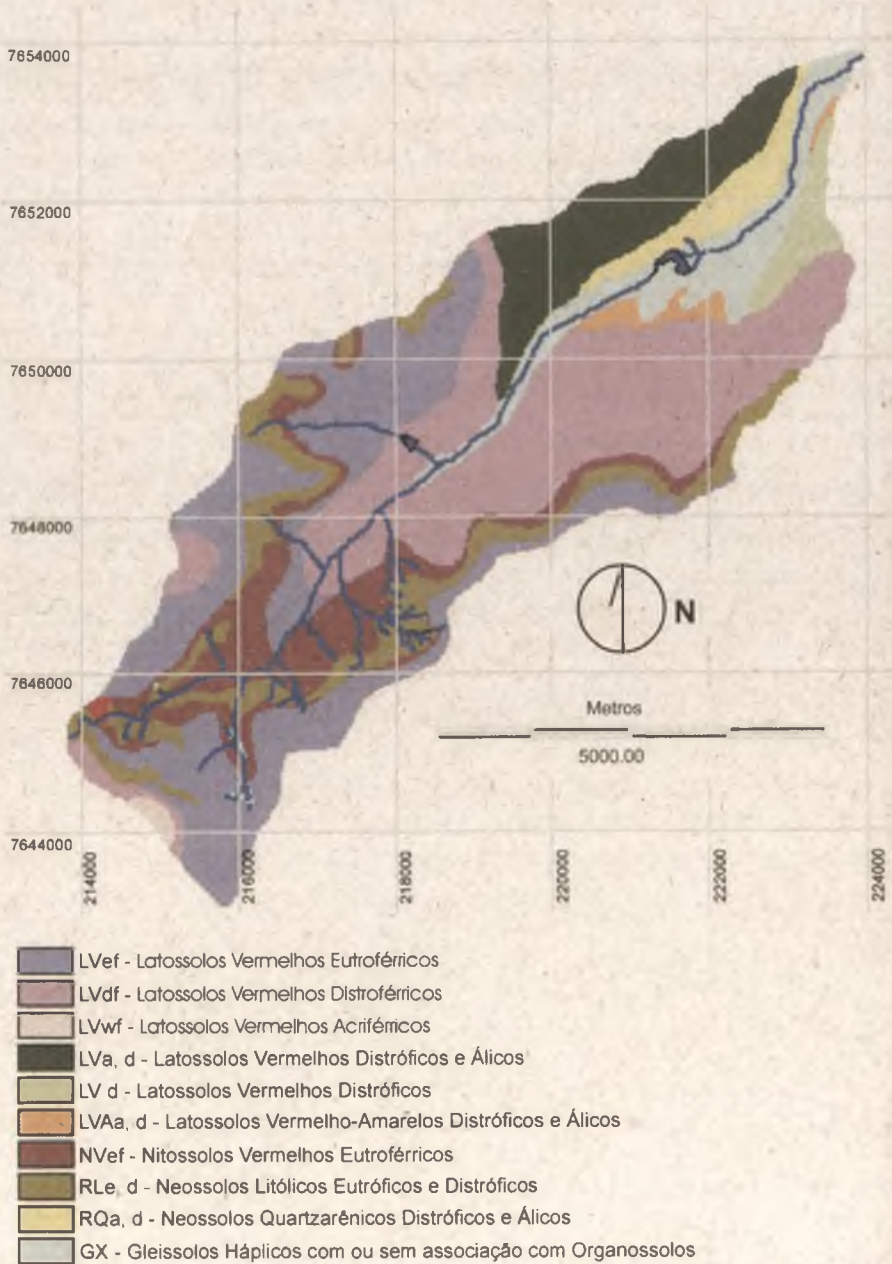 7654000
7652000
7650000
7648000
N
7646000
Metros
5000.00
7644000
214000
216000
218000
220000
222000
224000
LVef - Latossolos Vermelhos Eutroférricos
LVdf - Latossolos Vermelhos Distroférricos
LVwf - Latossolos Vermelhos Acriférricos
LVa, d - Latossolos Vermelhos Distróficos e Álicos
LV d - Latossolos Vermelhos Distróficos
LVAa, d - Latossolos Vermelho-Amarelos Distróficos e Álicos
NVef - Nitossolos Vermelhos Eutroférricos
RLe, d - Neossolos Litólicos Eutróficos e Distróficos
RQa, d - Neossolos Quartzarênicos Distróficos e Álicos
GX - Gleissolos Háplicos com ou sem associação com Organossolos